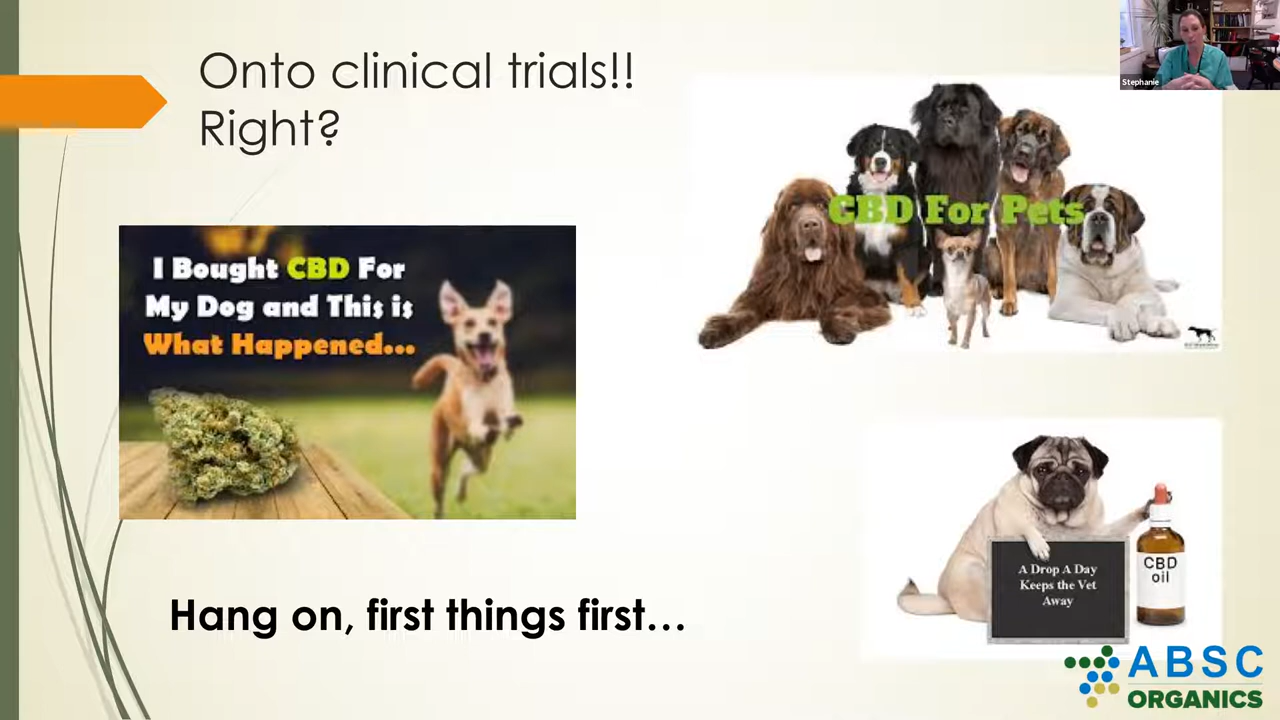 Onto clinical trials!!
Right?
Stephanie
CBD For Pets
I Bought CBD For
My Dog and This is
What Happened...
A Drop A Day
Keeps the Vet
Away
CBD
oil
Hang on, first things first…
ABSC
ORGANICS